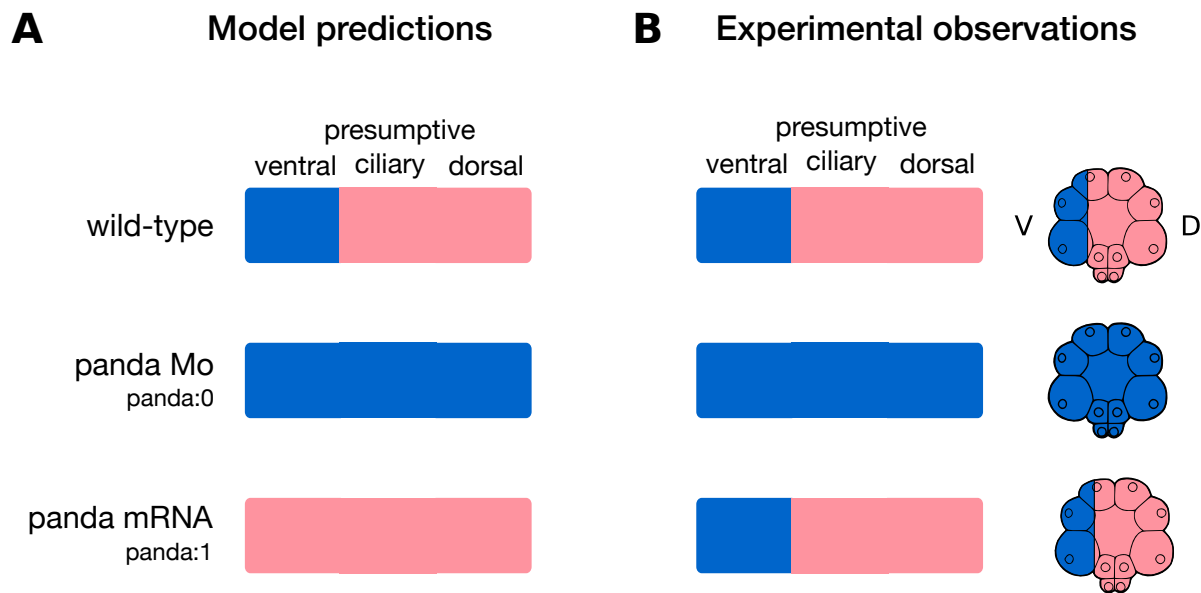 A Model predictions
B Experimental observations
presumptive
ventral ciliary dorsal
presumptive
ventral ciliary dorsal
wild-type
V D
panda Mo
panda:0
panda mRNA
panda:1